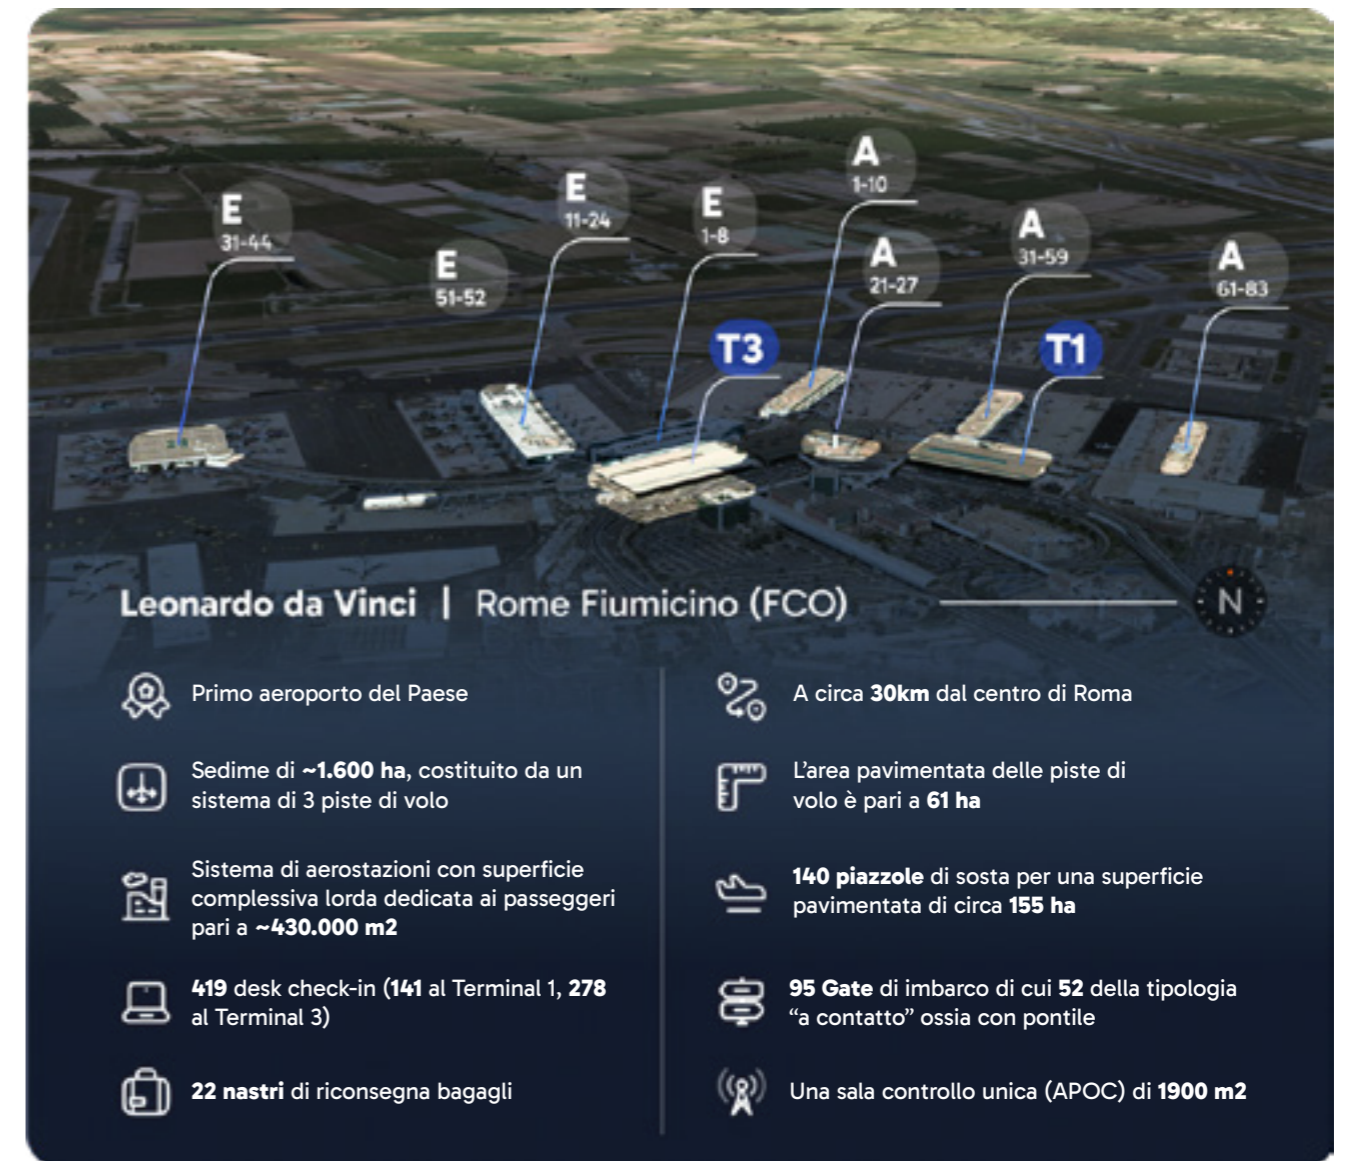 A
1-10
E
11-24
E
31-44
E
1-8
A
31-59
A
21-27
A
61-83
E
51-52
T3
T1
Leonardo da Vinci | Rome Fiumicino (FCO)
N
Primo aeroporto del Paese
Sedime di ~1.600 ha, costituito da un
sistema di 3 piste di volo
Sistema di aerostazioni con superficie
complessiva lorda dedicata ai passeggeri
pari a ~430.000 m2
419 desk check-in (141 al Terminal 1, 278
al Terminal 3)
22 nastri di riconsegna bagagli
A circa 30km dal centro di Roma
L’area pavimentata delle piste di
volo è pari a 61 ha
140 piazzole di sosta per una superficie
pavimentata di circa 155 ha
95 Gate di imbarco di cui 52 della tipologia
“a contatto” ossia con pontile
Una sala controllo unica (APOC) di 1900 m2